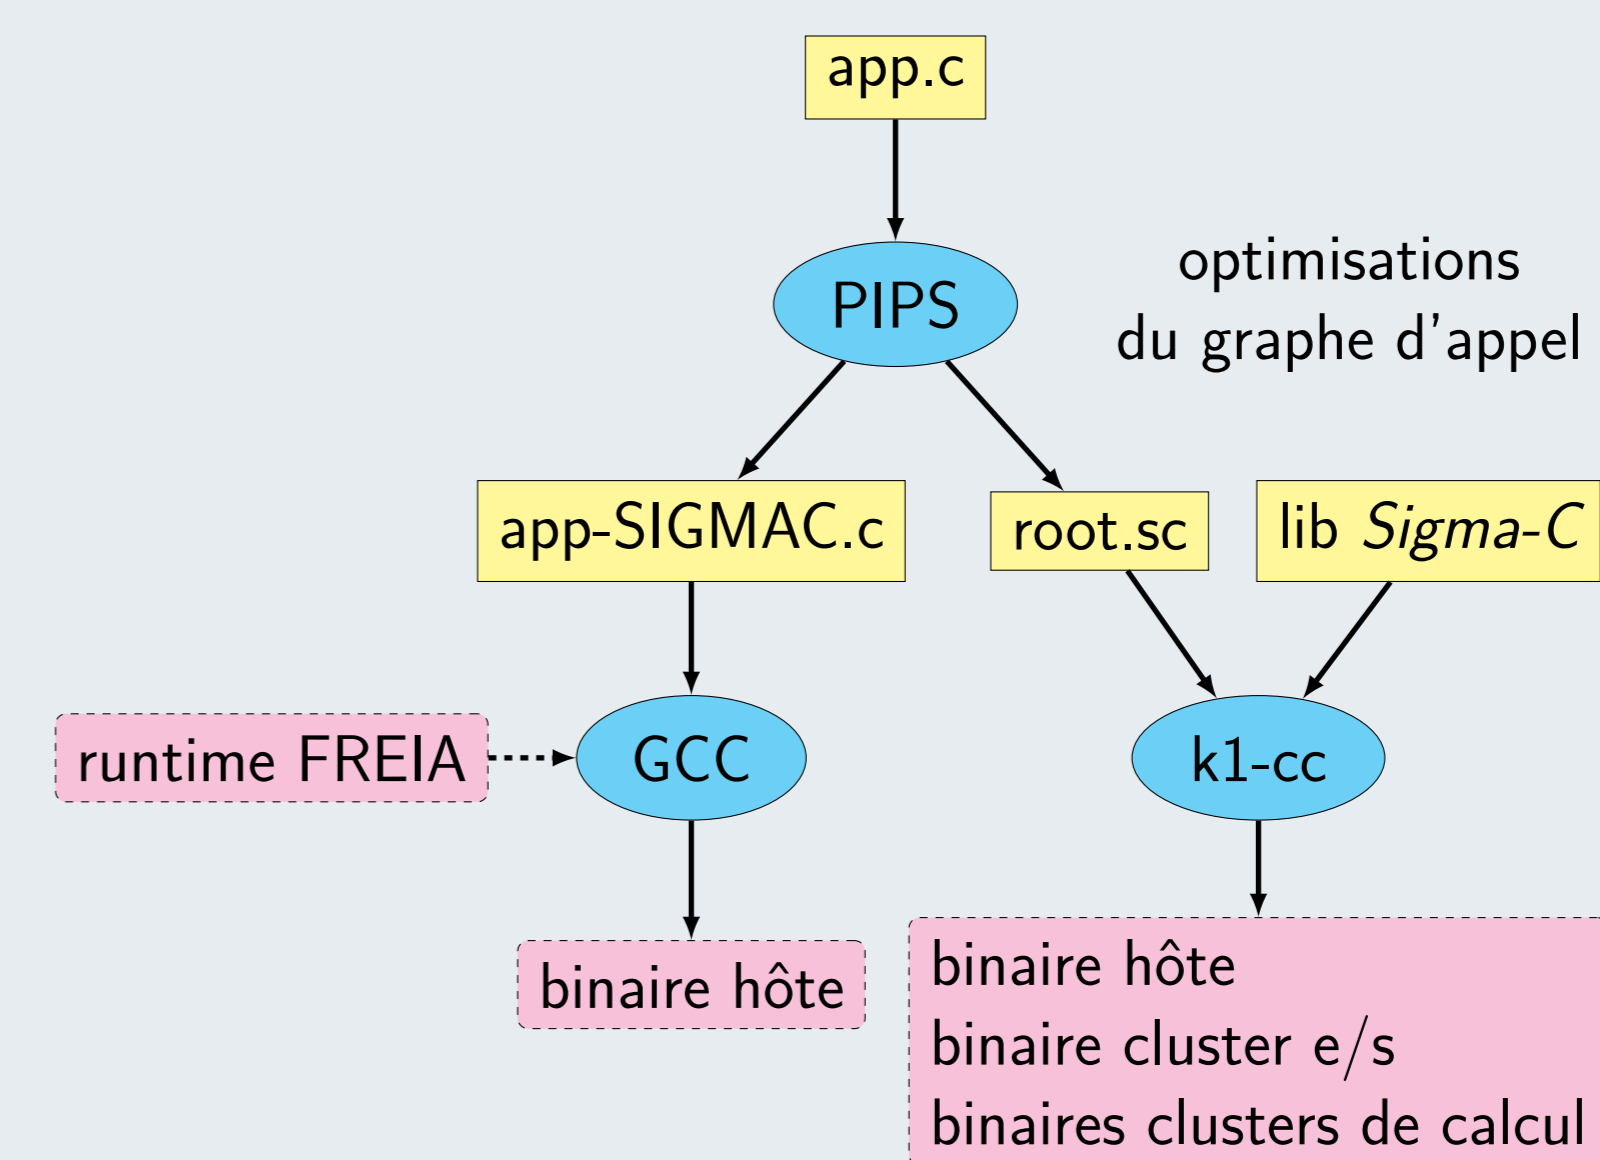 app.c
PIPS
optimisations
du graphe d'appel
app-SIGMAC.c
root.sc
lib Sigma-C
runtime FREIA
GCC
k1-cc
binaire hôte
binaire hôte
binaire cluster e/s
binaires clusters de calcul